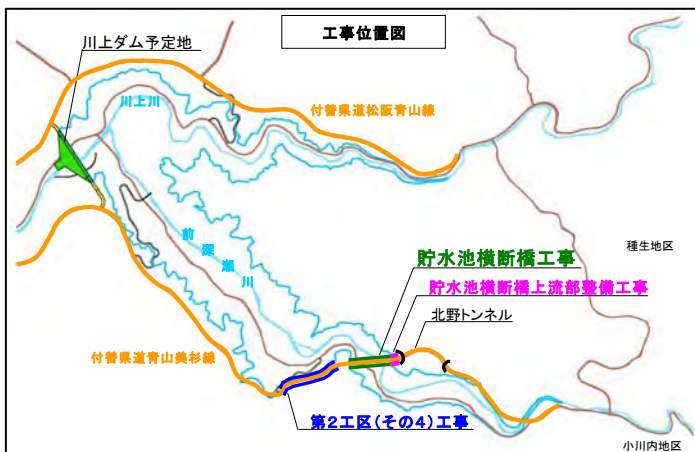 工事位置図
川上ダム予定地
川上川
付替県道松阪青山線
前深瀬川
種生地区
貯水池横断橋工事
貯水池横断橋上流部整備工事
北野トンネル
付替県道青山美杉線
第2工区(その4)工事
小川内地区